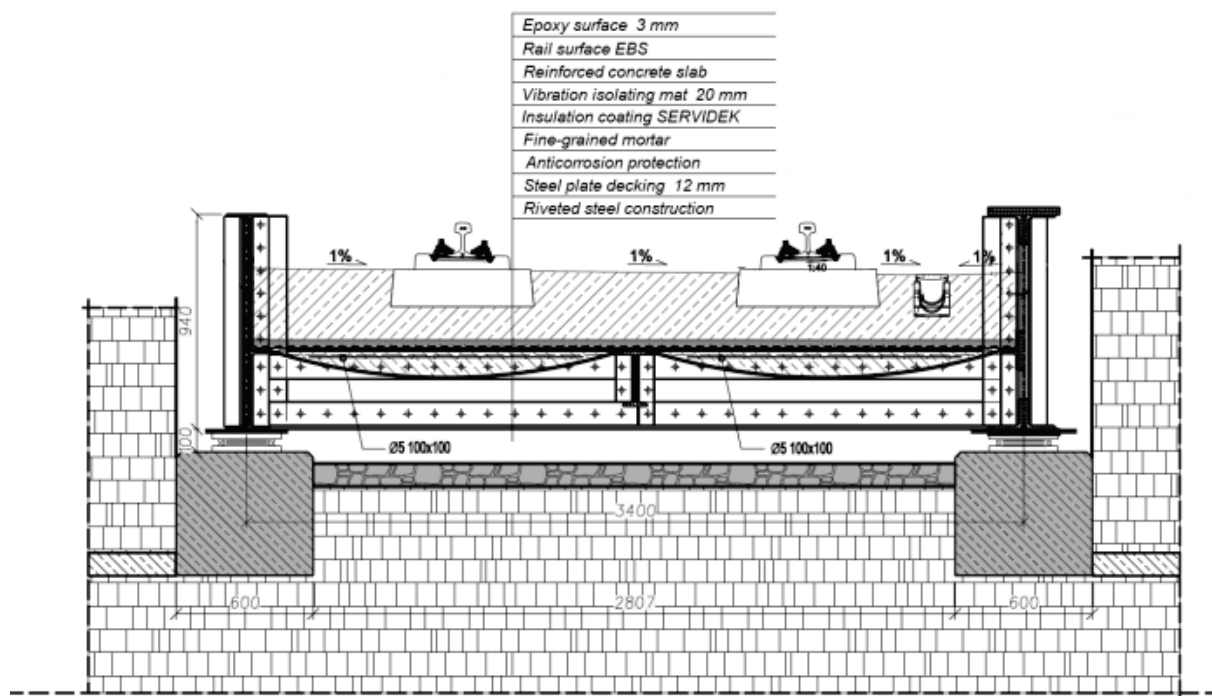 Epoxy surface 3 mm
Rail surface EBS
Reinforced concrete slab
Vibration isolating mat 20 mm
Insulation coating SERVIDEK
Fine-grained mortar
Anticorrosion protection
Steel plate decking 12 mm
Riveted steel construction
1% 1% 1% 1%
1:40
940
Ø5 100x100 Ø5 100x100
3400
600 2807 600